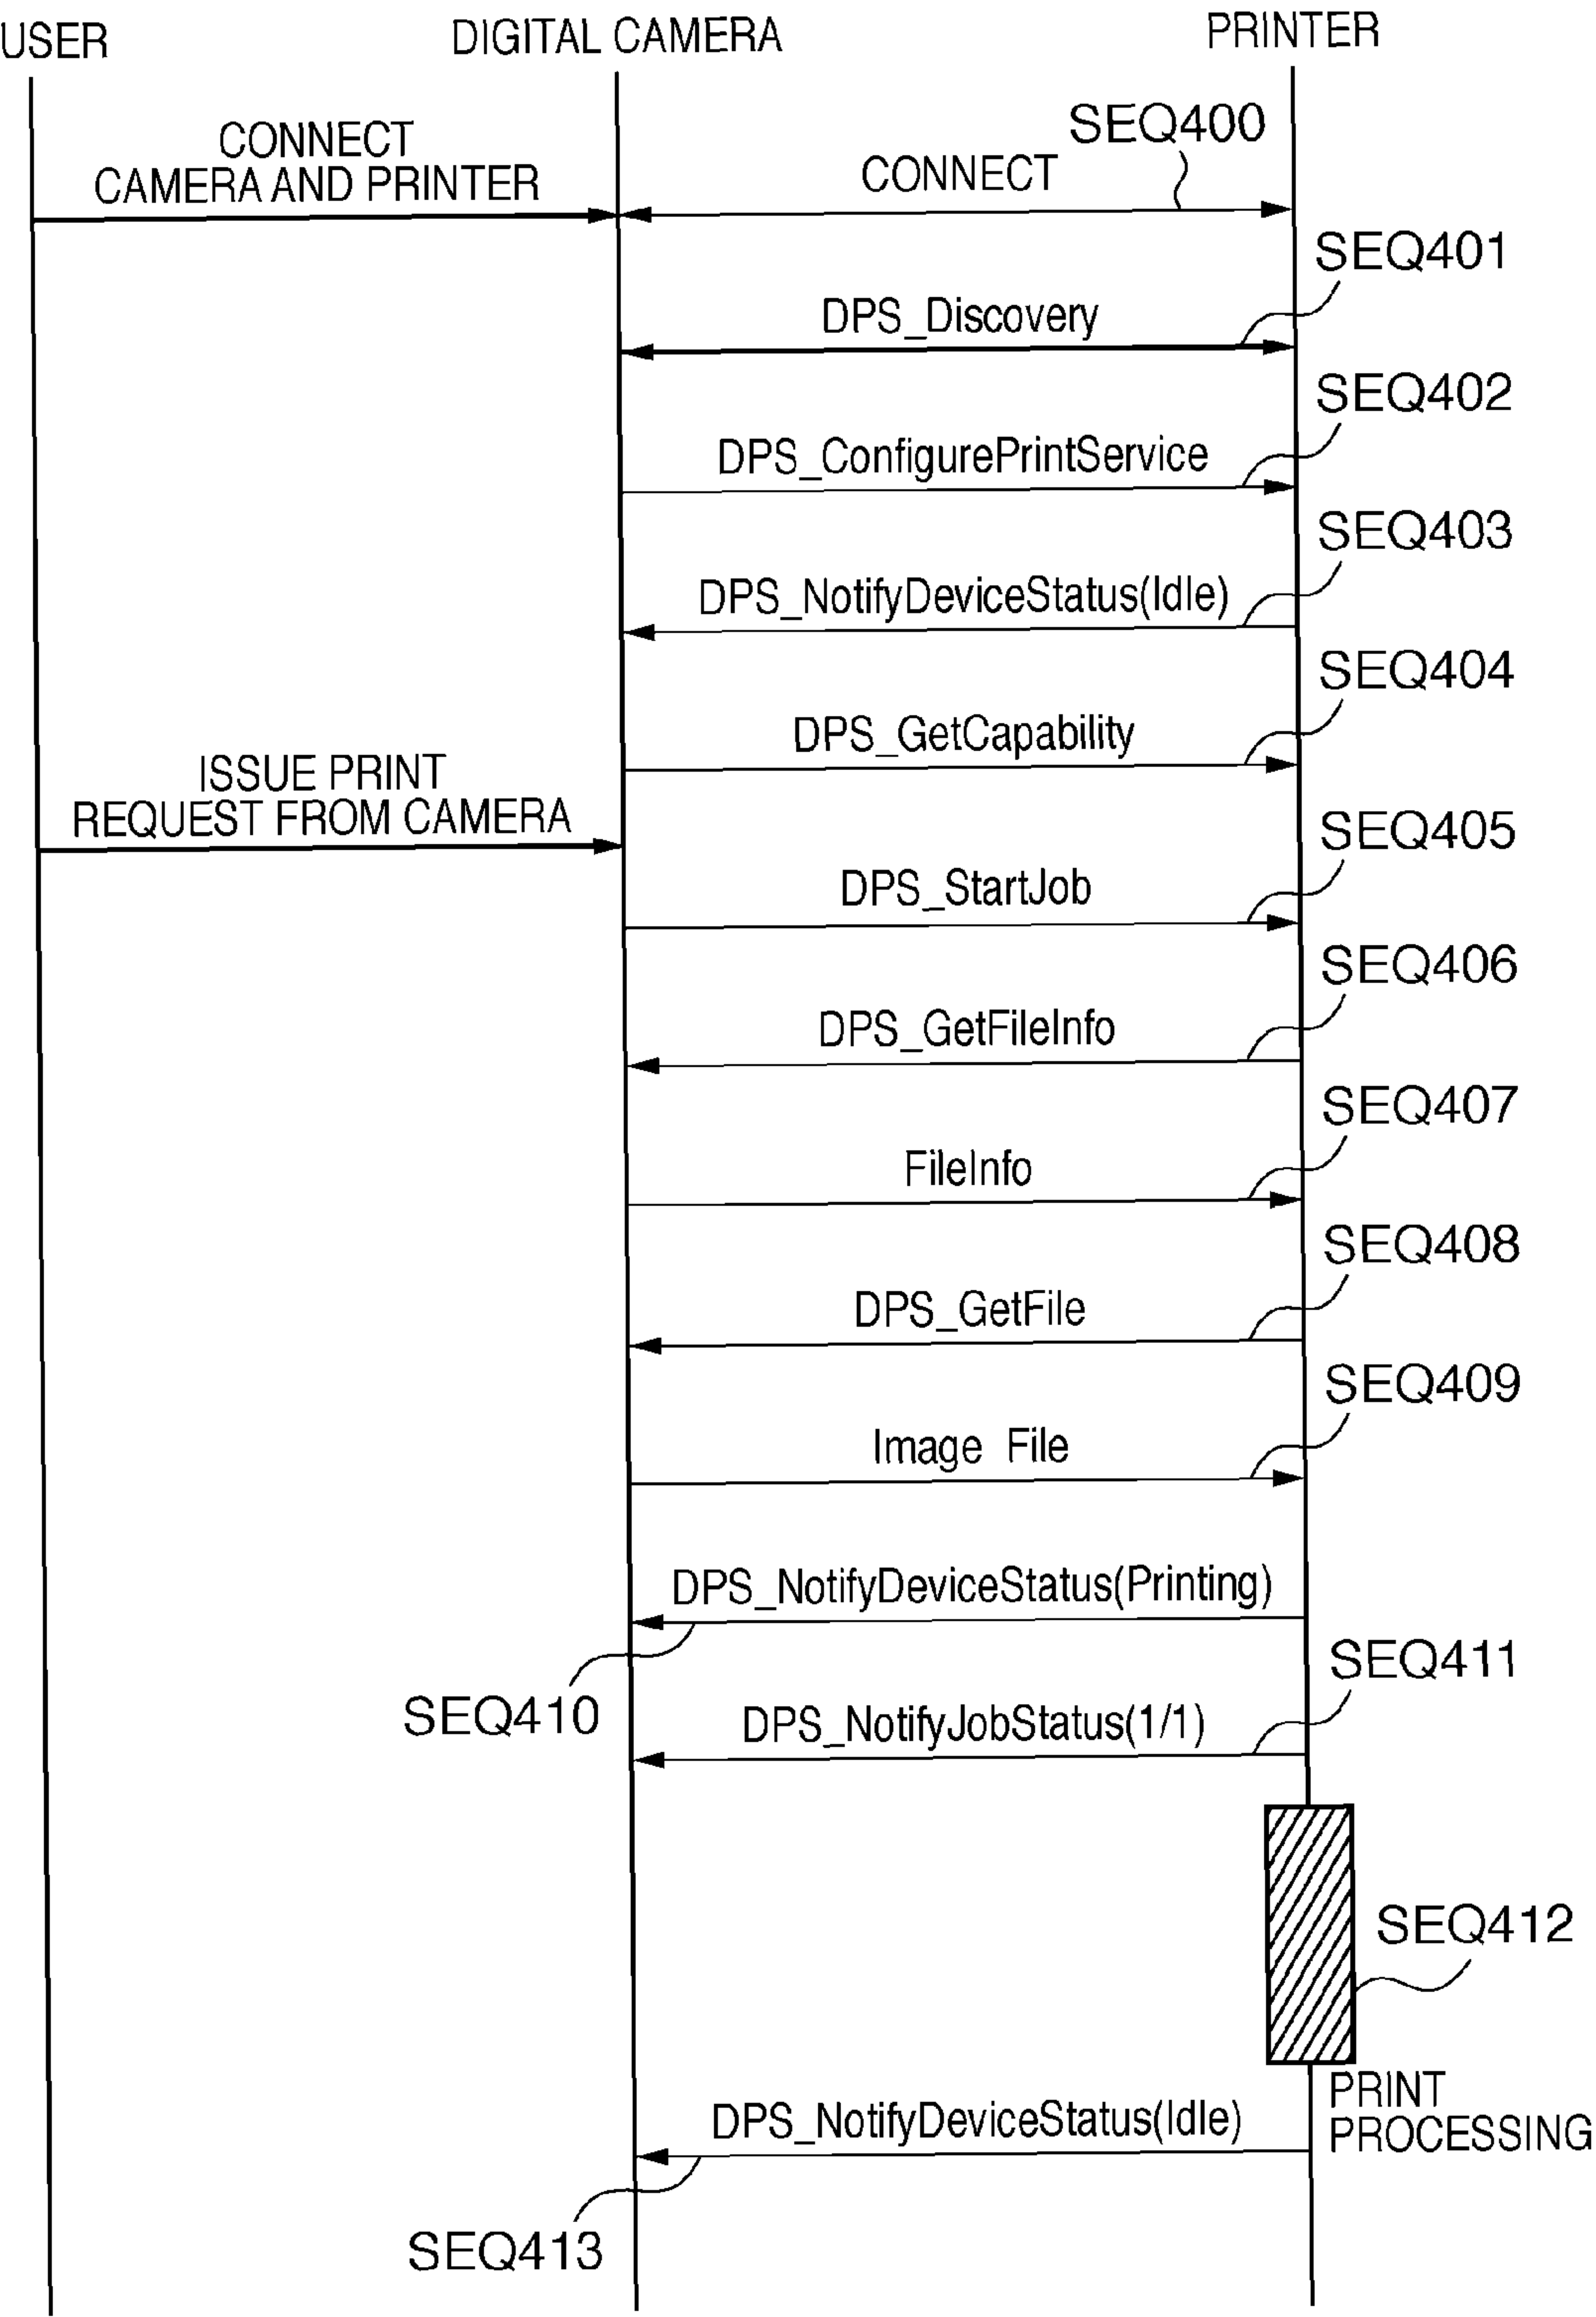 USER
DIGITAL CAMERA
PRINTER
CONNECT
CAMERA AND PRINTER
CONNECT
SEQ400
DPS_Discovery
SEQ401
DPS_ConfigurePrintService
SEQ402
DPS_NotifyDeviceStatus(Idle)
SEQ403
DPS_GetCapability
SEQ404
ISSUE PRINT
REQUEST FROM CAMERA
DPS_StartJob
SEQ405
DPS_GetFileInfo
SEQ406
FileInfo
SEQ407
DPS_GetFile
SEQ408
Image File
SEQ409
DPS_NotifyDeviceStatus(Printing)
SEQ410
DPS_NotifyJobStatus(1/1)
SEQ411
SEQ412
PRINT
PROCESSING
DPS_NotifyDeviceStatus(Idle)
SEQ413